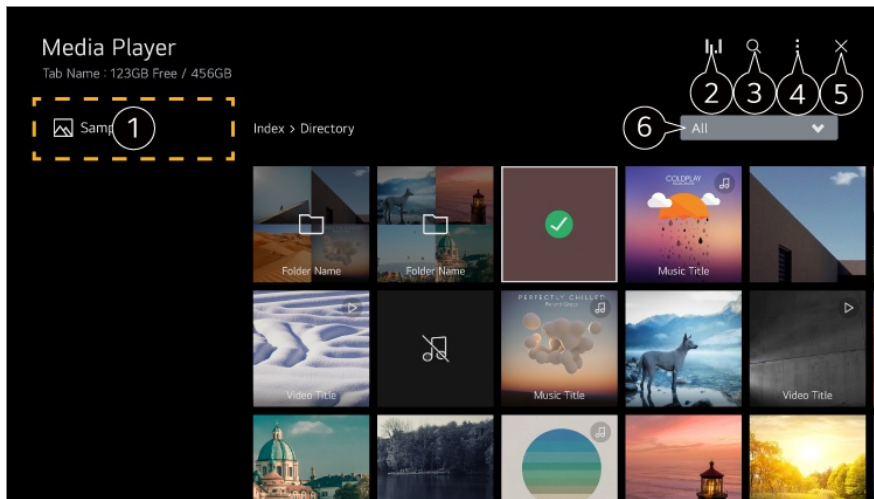 Media Player
Tab Name : 123GB Free / 456GB
2 3 4 5
Samp
1
Index > Directory
6
All
COLDPLAY
Folder Name
Folder Name
Music Title
PERFECTLY CHILLED
Video Title
Music Title
Video Title